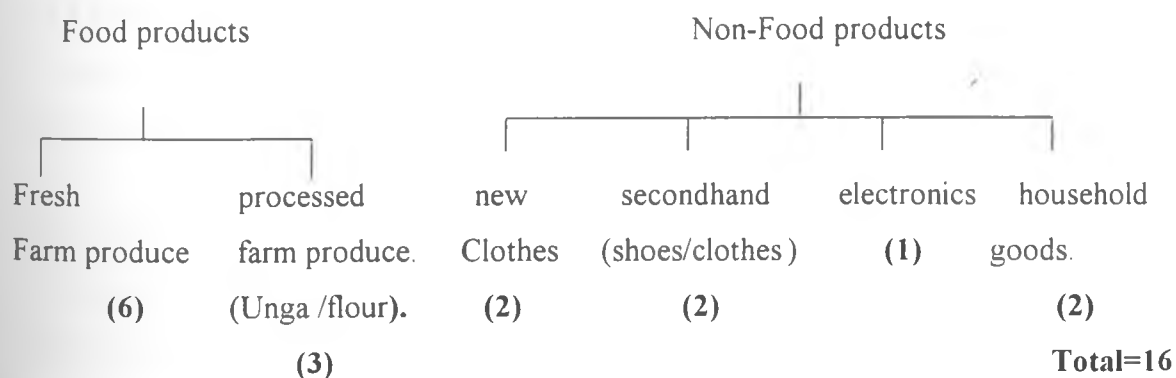 Food products Non-Food products
Fresh processed new secondhand electronics household
Farm produce farm produce. Clothes (shoes/clothes) (1) goods.
(6) (Unga /flour). (2) (2) (2)
(3) Total=16